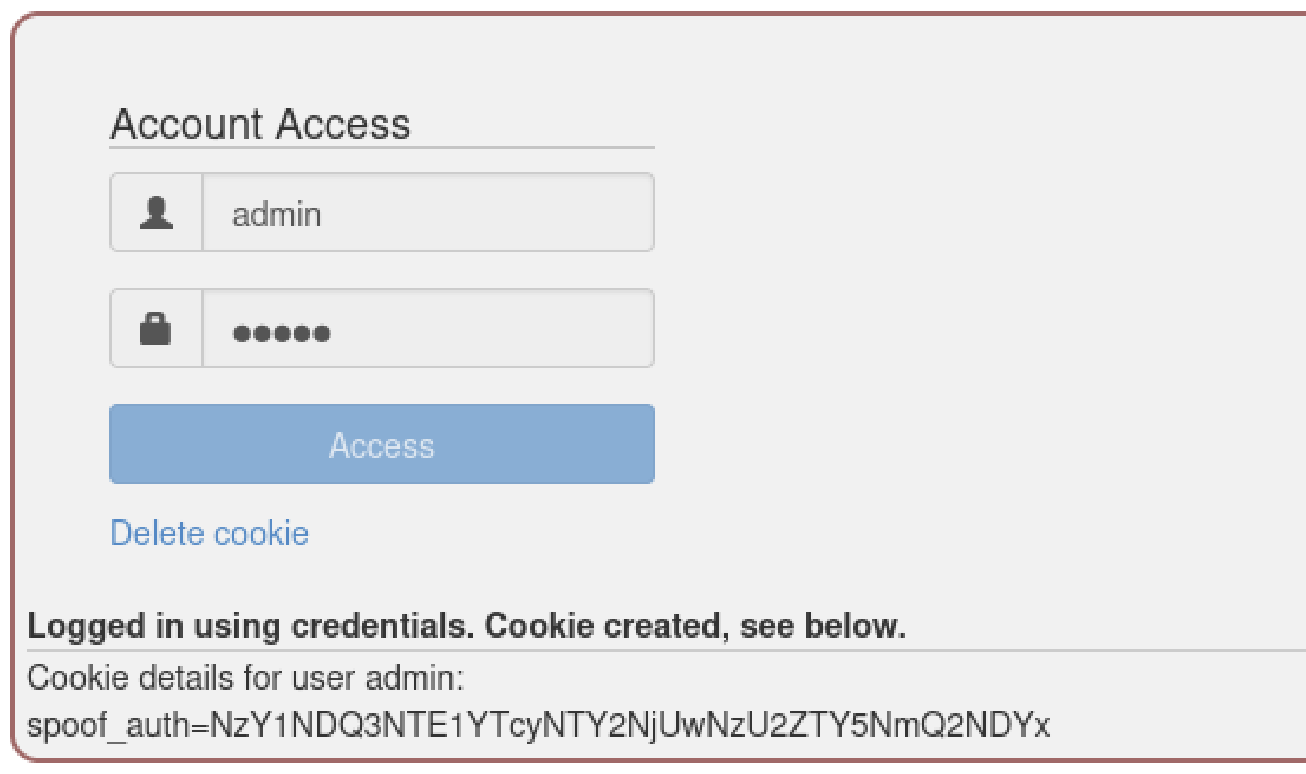 Account Access
admin
•••••
Access
Delete cookie
Logged in using credentials. Cookie created, see below.
Cookie details for user admin:
spoof_auth=NzY1NDQ3NTE1YTcyNTY2NjUwNzU2ZTY5NmQ2NDYx